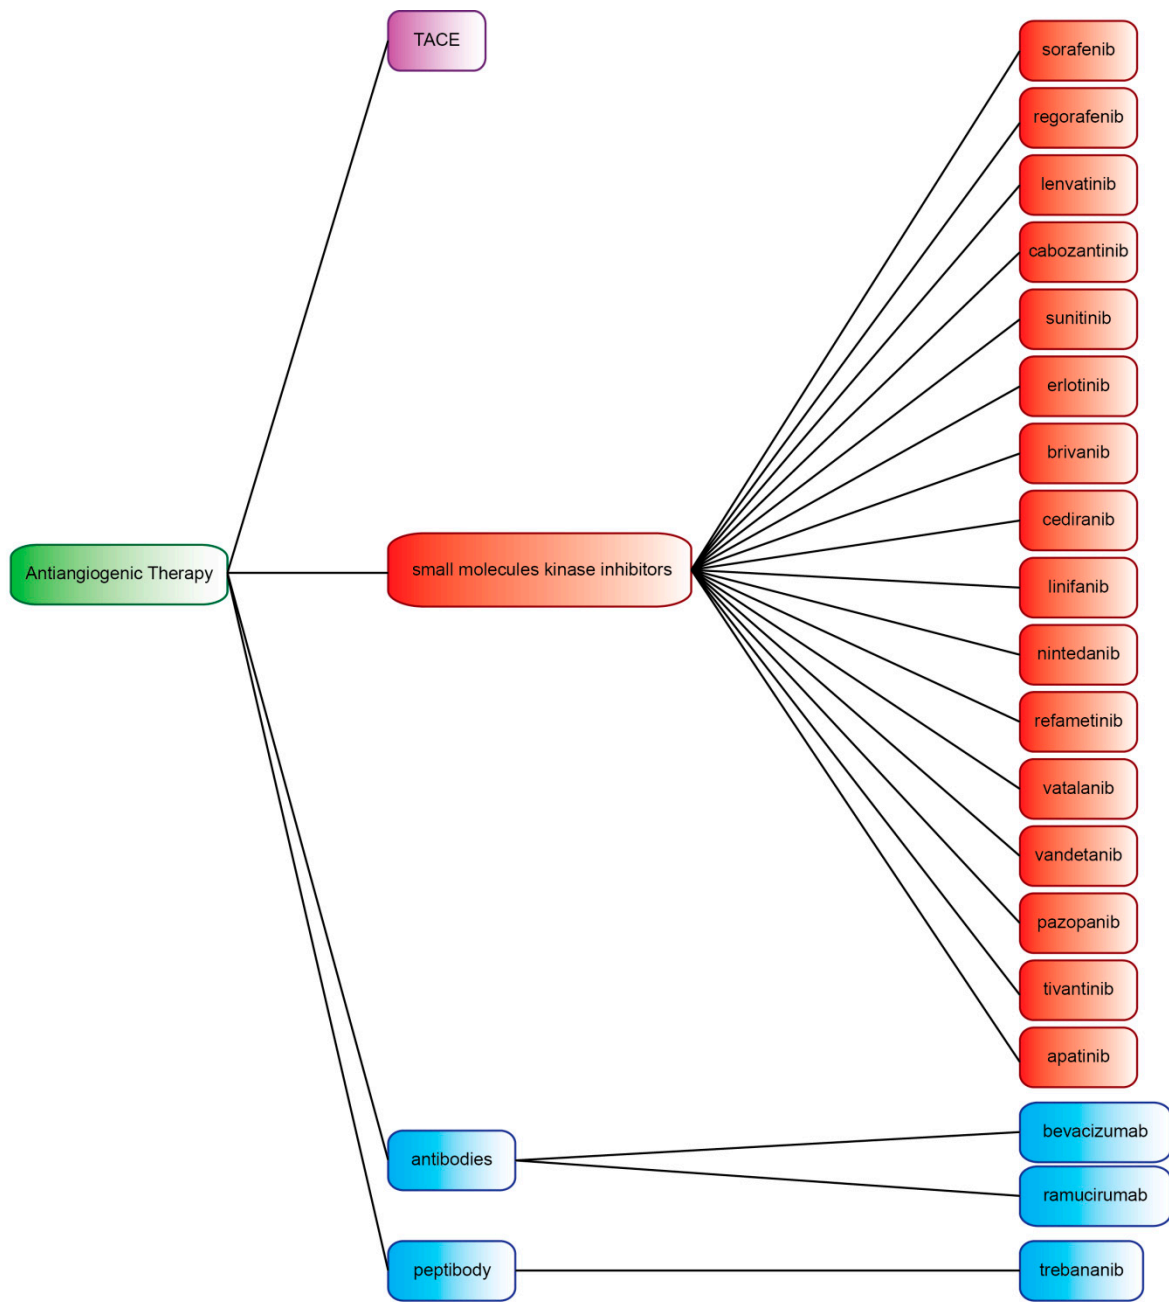 TACE
sorafenib
regorafenib
lenvatinib
cabozantinib
sunitinib
erlotinib
brivanib
cediranib
Antiangiogenic Therapy
small molecules kinase inhibitors
linifanib
nintedanib
refametinib
vatalanib
vandetanib
pazopanib
tivantinib
apatinib
antibodies
bevacizumab
ramucirumab
peptibody
trebananib